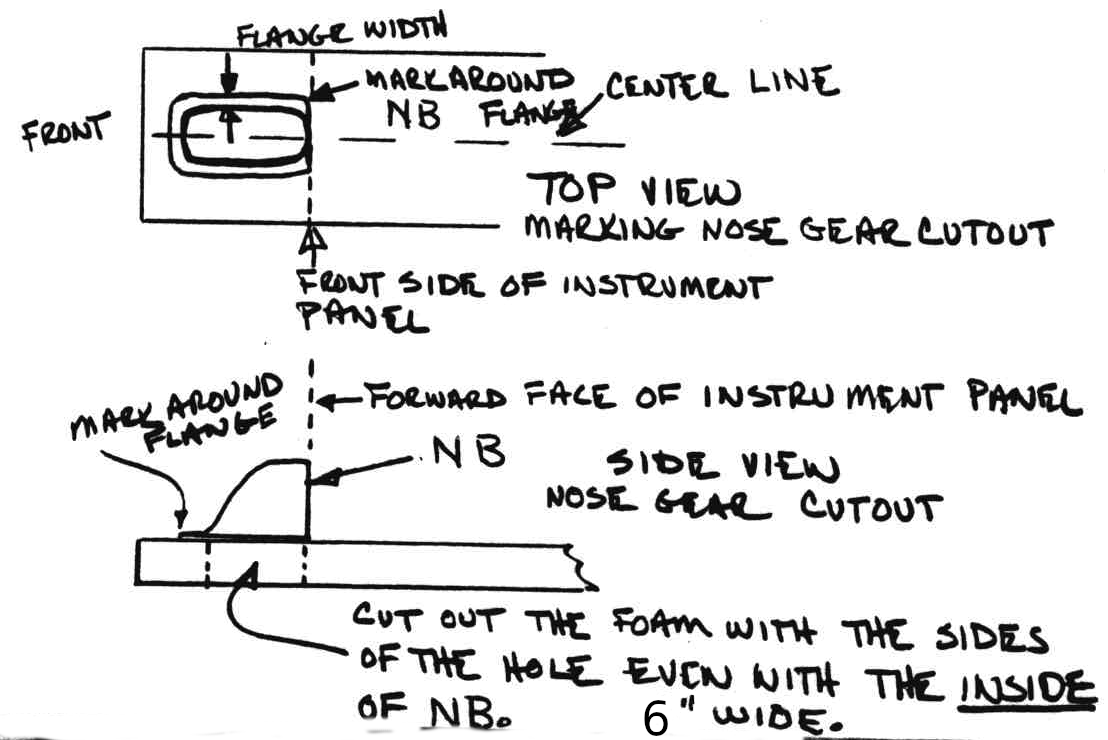 FLANGE WIDTH
MARK AROUND
NB FLANGE
CENTER LINE
FRONT
TOP VIEW
MARKING NOSE GEAR CUTOUT
FRONT SIDE OF INSTRUMENT
PANEL
MARK AROUND
FLANGE
FORWARD FACE OF INSTRUMENT PANEL
NB
SIDE VIEW
NOSE GEAR CUTOUT
CUT OUT THE FOAM WITH THE SIDES
OF THE HOLE EVEN WITH THE INSIDE
OF NB. 6" WIDE.